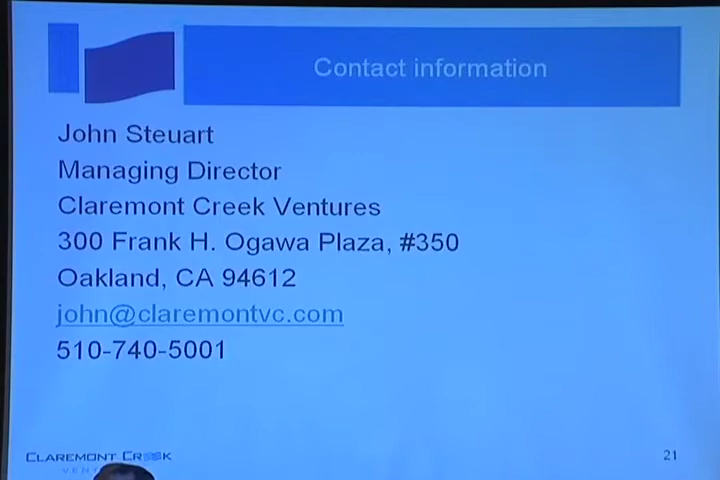 Contact information
John Steuart
Managing Director
Claremont Creek Ventures
300 Frank H. Ogawa Plaza, #350
Oakland, CA 94612
john@claremontvc.com
510-740-5001
CLAREMONT CREEK
21